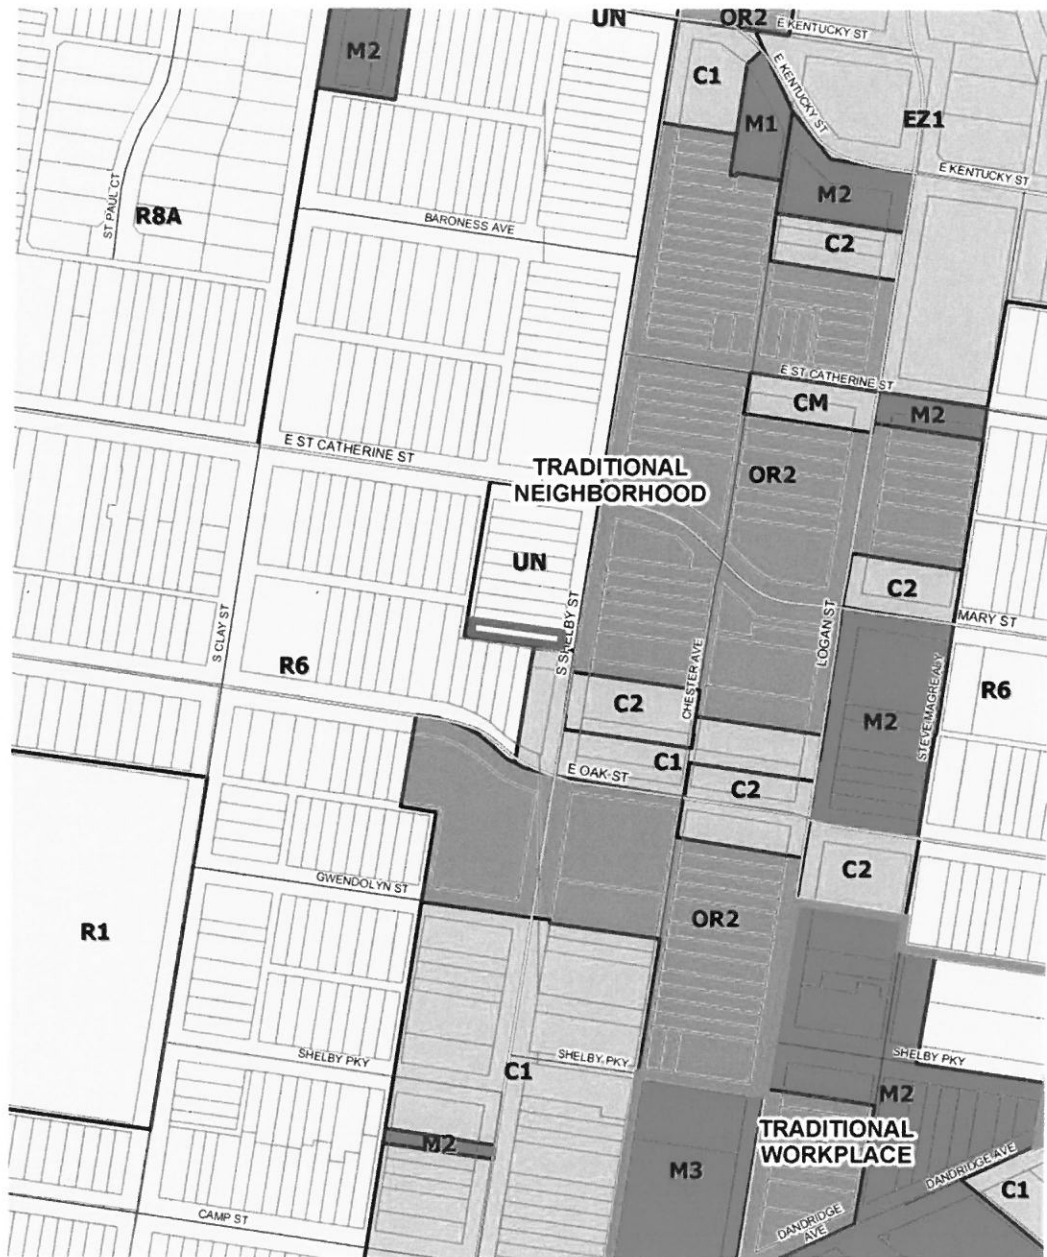 UN
OR2
E KENTUCKY ST
M2
C1
E KENTUCKY ST
M1
EZ1
E KENTUCKY ST
ST PAUL CT
R8A
BARONESS AVE
M2
C2
E ST CATHERINE ST
CM
M2
E ST CATHERINE ST
TRADITIONAL
NEIGHBORHOOD
OR2
UN
C2
MARY ST
S CLAY ST
S SHELBY ST
LOGAN ST
R6
CHESTER AVE
STEVE MAGRE ALY
R6
C2
M2
C1
E OAK ST
C2
C2
GWENDOLYN ST
R1
OR2
SHELBY PKY
C1
SHELBY PKY
SHELBY PKY
M2
M2
TRADITIONAL
WORKPLACE
M3
DANDRIDGE AVE
C1
CAMP ST
DANDRIDGE
AVE